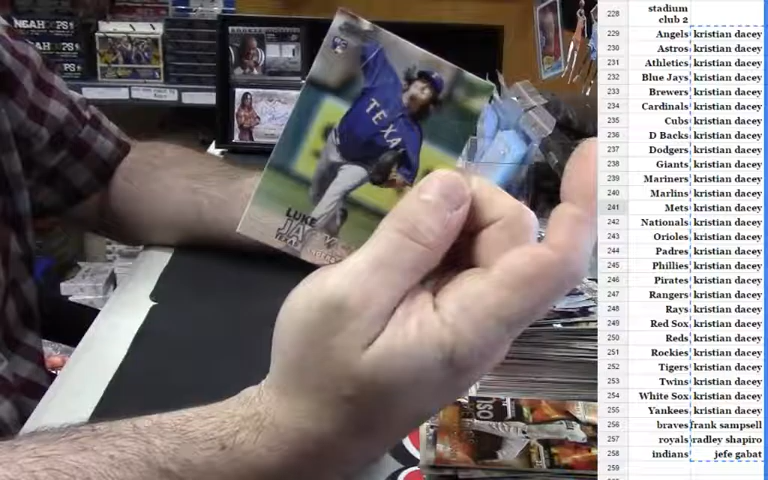 TEXA
LUKE
JA
228 stadium
club 2
229 Angels kristian dacey
230 Astros kristian dacey
231 Athletics kristian dacey
232 Blue Jays kristian dacey
233 Brewers kristian dacey
234 Cardinals kristian dacey
235 Cubs kristian dacey
236 D Backs kristian dacey
237 Dodgers kristian dacey
238 Giants kristian dacey
239 Mariners kristian dacey
240 Marlins kristian dacey
241 Mets kristian dacey
242 Nationals kristian dacey
243 Orioles kristian dacey
244 Padres kristian dacey
245 Phillies kristian dacey
246 Pirates kristian dacey
247 Rangers kristian dacey
248 Rays kristian dacey
249 Red Sox kristian dacey
250 Reds kristian dacey
251 Rockies kristian dacey
252 Tigers kristian dacey
253 Twins kristian dacey
254 White Sox kristian dacey
255 Yankees kristian dacey
256 braves frank sampsell
257 royals radley shapiro
258 indians jefe gabat
259